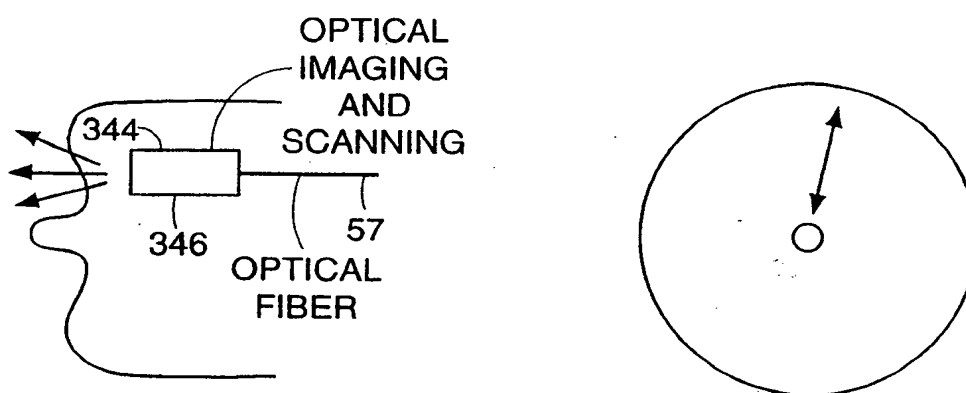 OPTICAL
IMAGING
AND
SCANNING
344
346
57
OPTICAL
FIBER